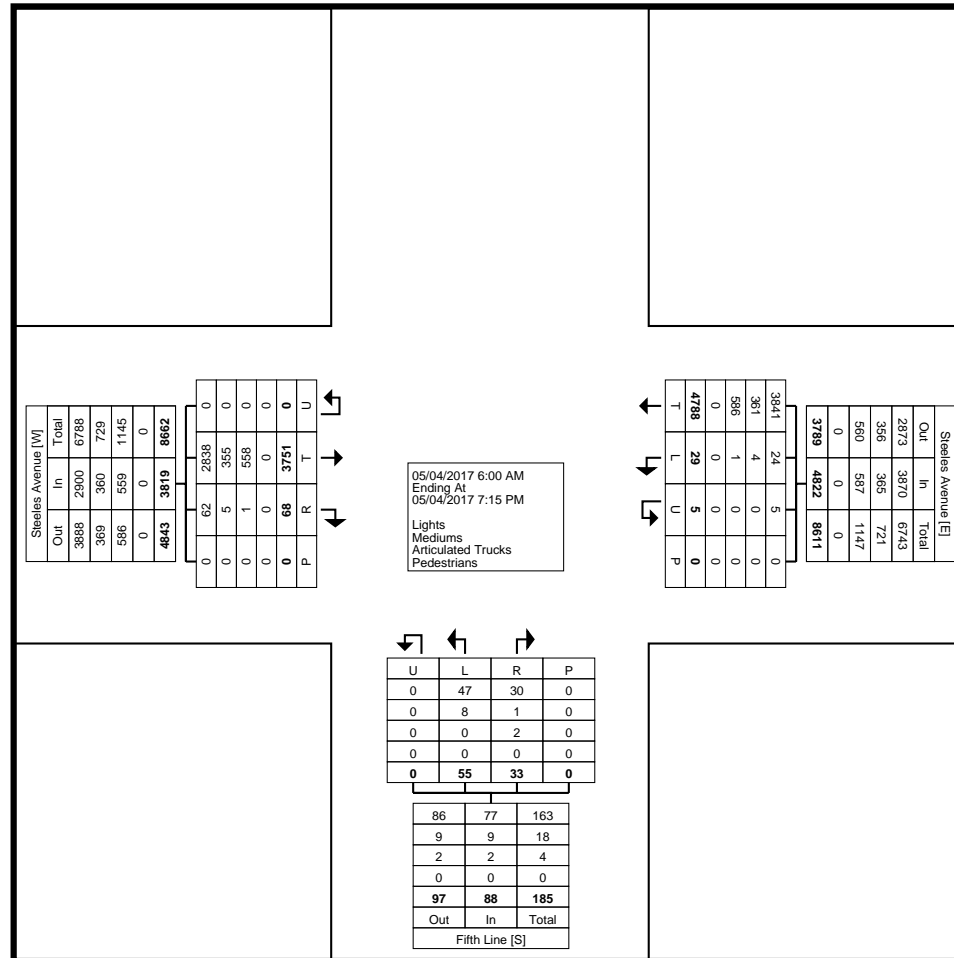 Steeles Avenue [W]
Total 6788 729 1145 0 8662
In 2900 360 559 0 3819
Out 3888 369 586 0 4843
0 0 0 0 0 U
2838 355 558 0 3751 T
62 5 1 0 68 R
0 0 0 0 0 P
05/04/2017 6:00 AM
Ending At
05/04/2017 7:15 PM
Lights
Mediums
Articulated Trucks
Pedestrians
T 4788 0 586 361 3841
L 29 0 1 4 24
U 5 0 0 0 5
P 0 0 0 0 0
3789 0 560 356 2873 Out
4822 0 587 365 3870 In
8611 0 1147 721 6743 Total
Steeles Avenue [E]
U L R P
0 47 30 0
0 8 1 0
0 0 2 0
0 0 0 0
0 55 33 0
86 77 163
9 9 18
2 2 4
0 0 0
97 88 185
Out In Total
Fifth Line [S]